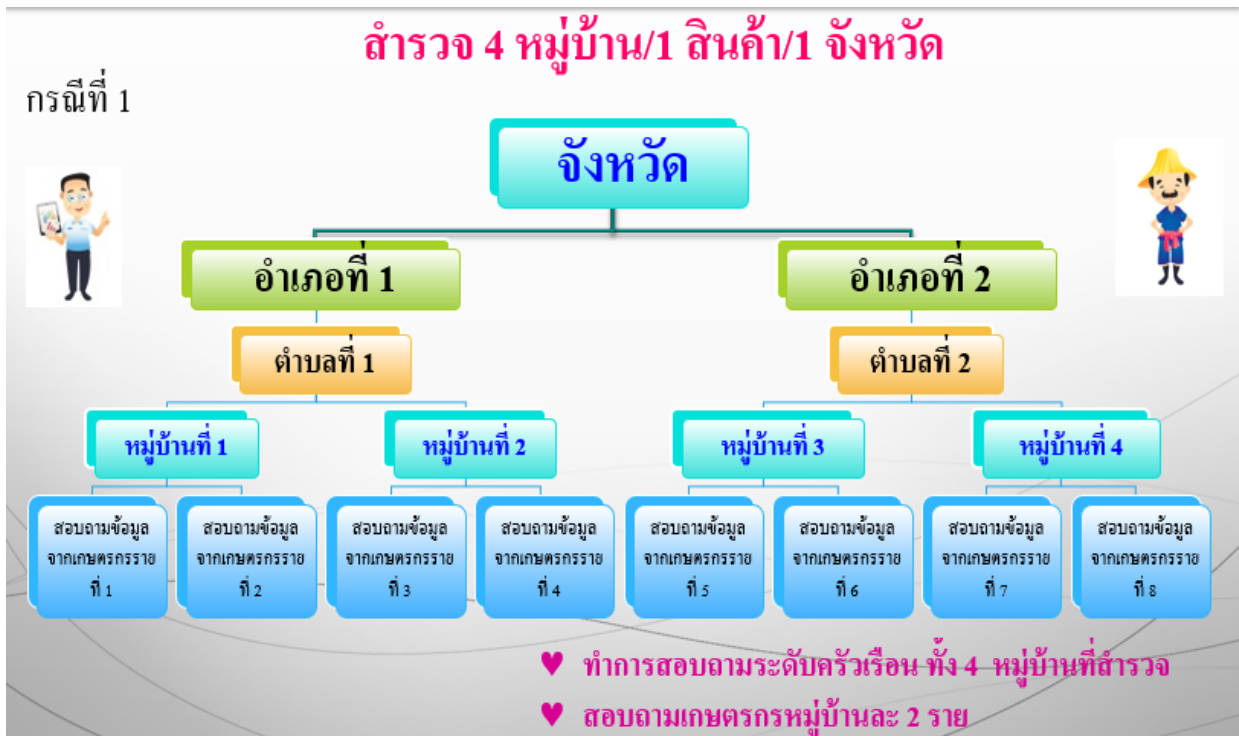 สำรวจ 4 หมู่บ้าน/1 สินค้า/1 จังหวัด
กรณีที่ 1
จังหวัด
อำเภอที่ 1
อำเภอที่ 2
ตำบลที่ 1
ตำบลที่ 2
หมู่บ้านที่ 1
หมู่บ้านที่ 2
หมู่บ้านที่ 3
หมู่บ้านที่ 4
สอบถามข้อมูล
จากเกษตรกรราย
ที่ 1
สอบถามข้อมูล
จากเกษตรกรราย
ที่ 2
สอบถามข้อมูล
จากเกษตรกรราย
ที่ 3
สอบถามข้อมูล
จากเกษตรกรราย
ที่ 4
สอบถามข้อมูล
จากเกษตรกรราย
ที่ 5
สอบถามข้อมูล
จากเกษตรกรราย
ที่ 6
สอบถามข้อมูล
จากเกษตรกรราย
ที่ 7
สอบถามข้อมูล
จากเกษตรกรราย
ที่ 8
♥ ทำการสอบถามระดับครัวเรือน ทั้ง 4 หมู่บ้านที่สำรวจ
♥ สอบถามเกษตรกรหมู่บ้านละ 2 ราย